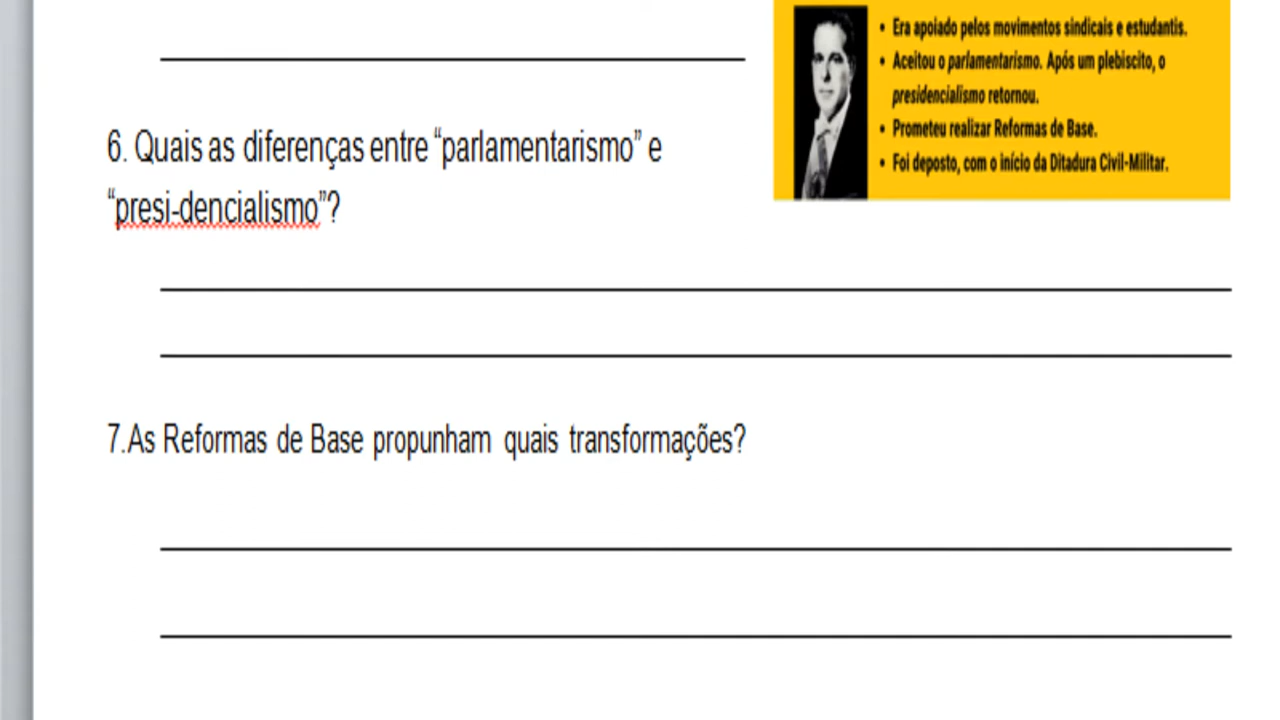 • Era apoiado pelos movimentos sindicais e estudantis.
• Aceitou o parlamentarismo. Após um plebiscito, o
presidencialismo retornou.
• Prometeu realizar Reformas de Base.
• Foi deposto, com o início da Ditadura Civil-Militar.
6. Quais as diferenças entre “parlamentarismo” e
“presi-dencialismo”?
7.As Reformas de Base propunham quais transformações?